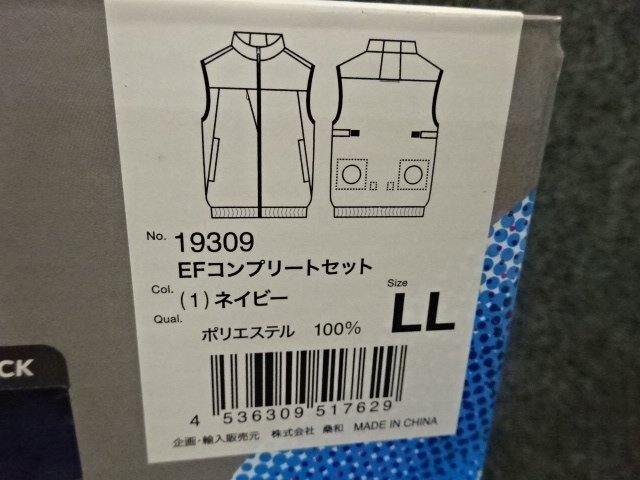 No. 19309
EFコンプリートセット
Col. (1)ネイビー
Size LL
Qual. ポリエステル 100%
4 536309 517629
企画・輸入販売元 株式会社 桑和 MADE IN CHINA
CK